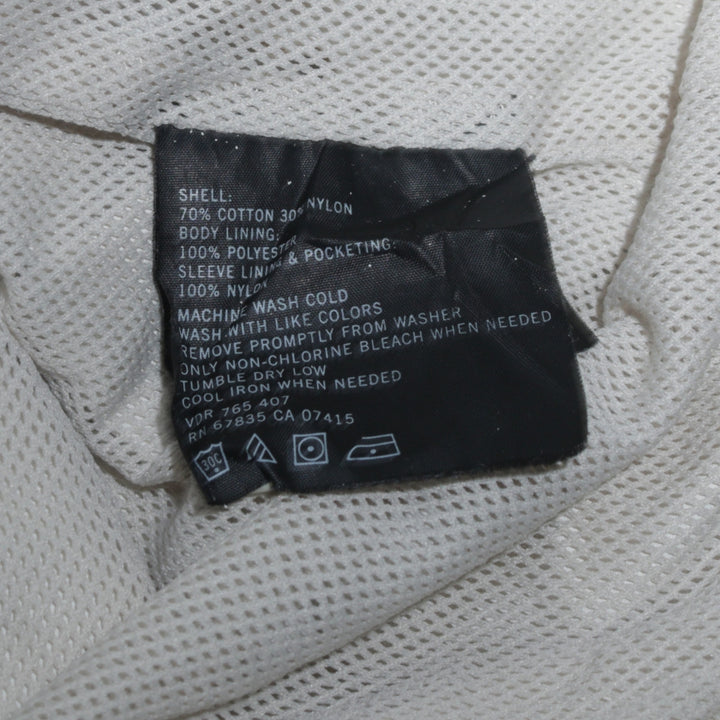 SHELL:
70% COTTON 30% NYLON
BODY LINING:
100% POLYESTER
SLEEVE LINING & POCKETING:
100% NYLON
MACHINE WASH COLD
WASH WITH LIKE COLORS
REMOVE PROMPTLY FROM WASHER
ONLY NON-CHLORINE BLEACH WHEN NEEDED
TUMBLE DRY LOW
COOL IRON WHEN NEEDED
VDR 765 407
RN 67835 CA 07415
30C